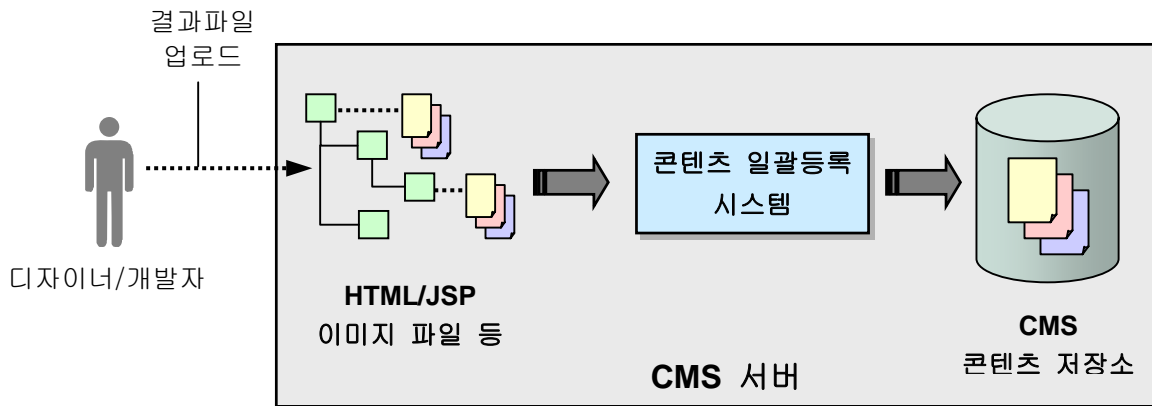 결과파일
업로드
디자이너/개발자
HTML/JSP
이미지 파일 등
콘텐츠 일괄등록
시스템
CMS
콘텐츠 저장소
CMS 서버